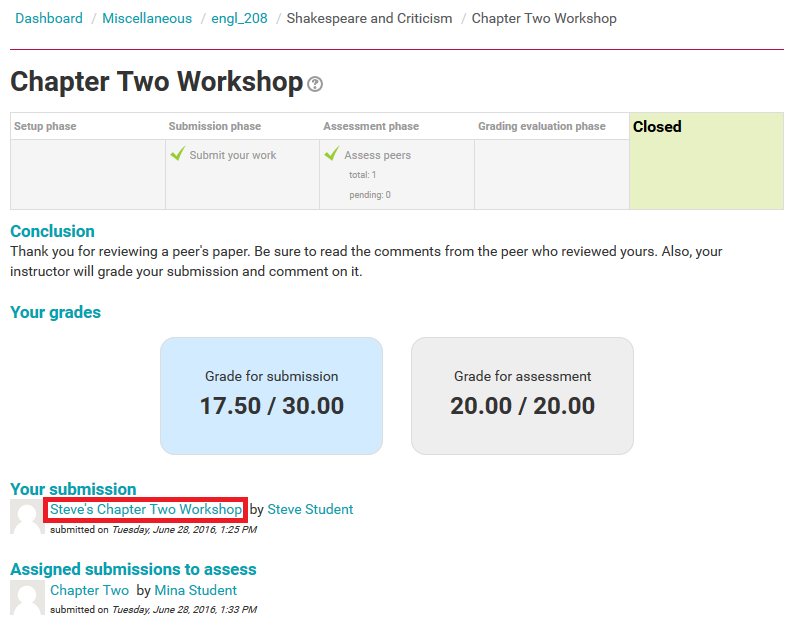 Dashboard / Miscellaneous / engl_208 / Shakespeare and Criticism / Chapter Two Workshop
Chapter Two Workshop ?
Setup phase
Submission phase
Assessment phase
Grading evaluation phase
Closed
Submit your work
Assess peers
total: 1
pending: 0
Conclusion
Thank you for reviewing a peer's paper. Be sure to read the comments from the peer who reviewed yours. Also, your
instructor will grade your submission and comment on it.
Your grades
Grade for submission
17.50 / 30.00
Grade for assessment
20.00 / 20.00
Your submission
Steve's Chapter Two Workshop by Steve Student
submitted on Tuesday, June 28, 2016, 1:25 PM
Assigned submissions to assess
Chapter Two by Mina Student
submitted on Tuesday, June 28, 2016, 1:33 PM